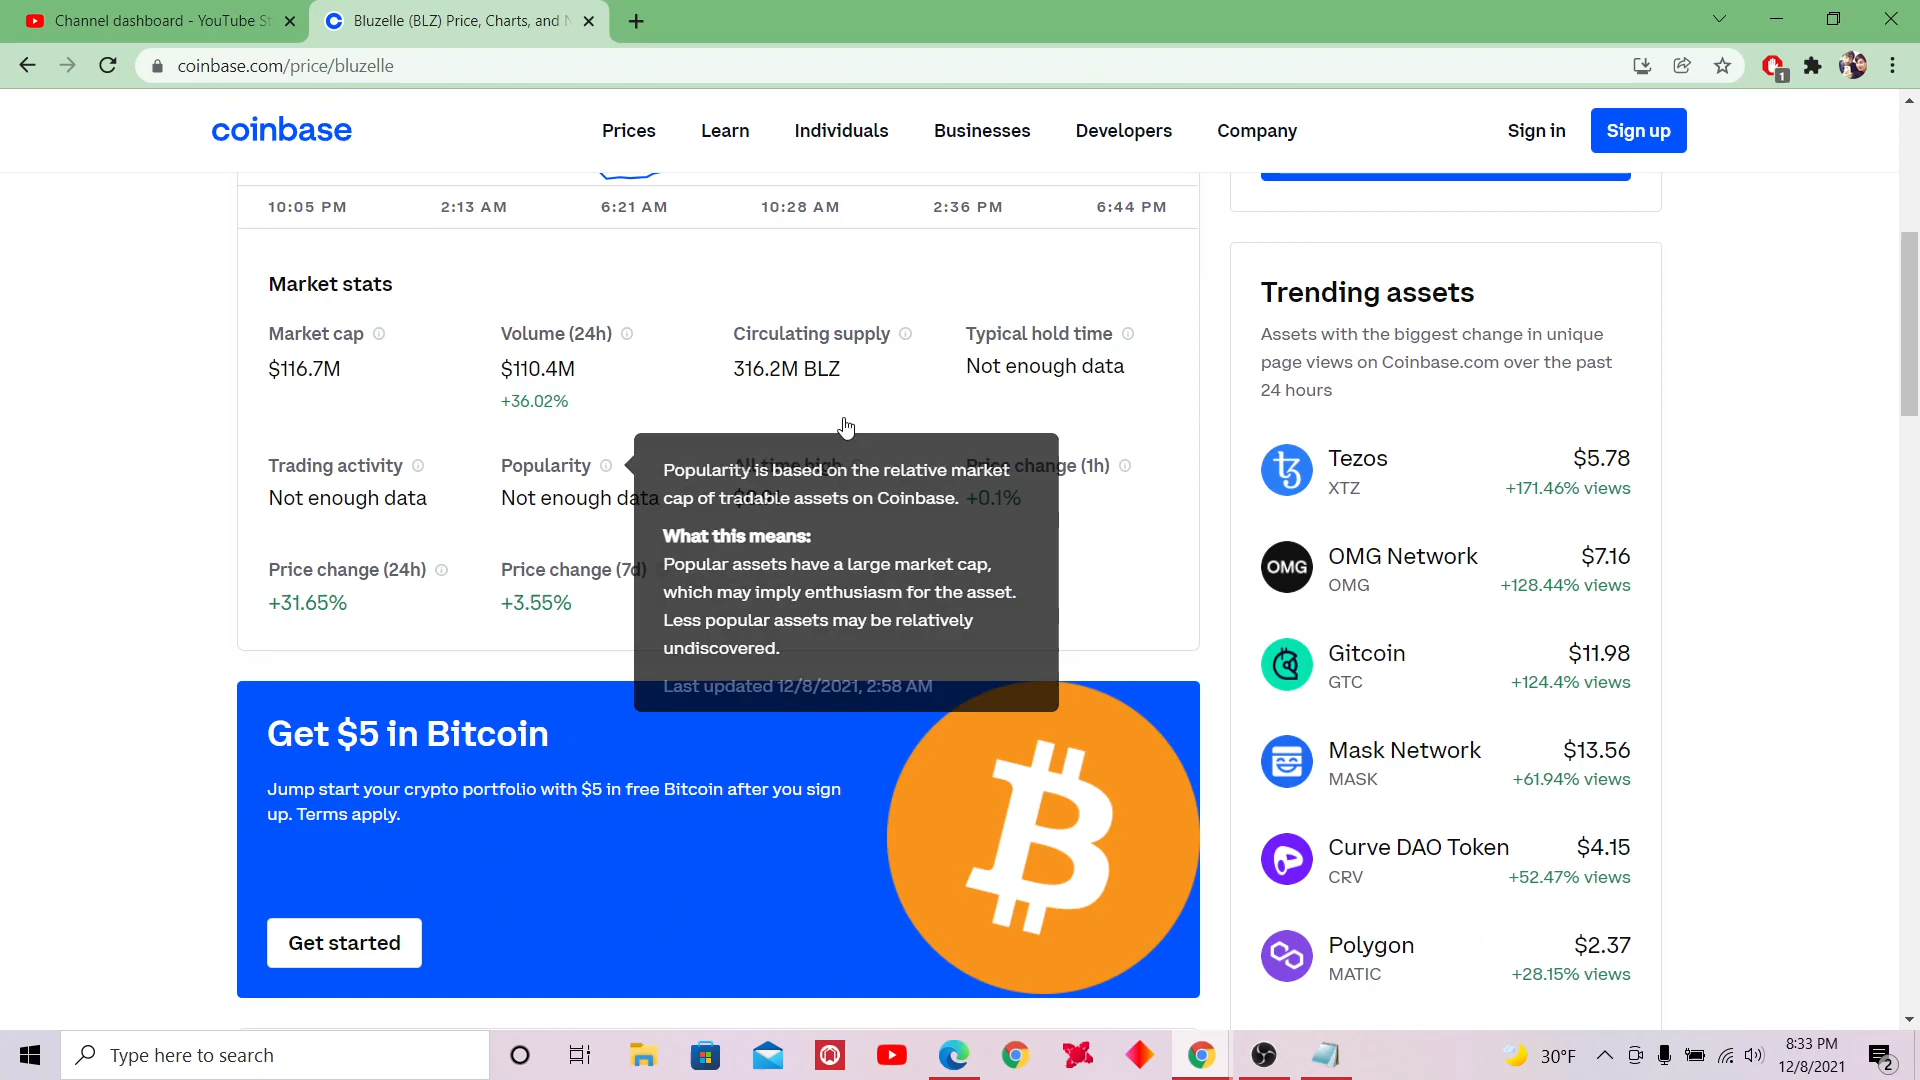 Channel dashboard - YouTube St
Bluzelle (BLZ) Price, Charts, and N
coinbase.com/price/bluzelle
1
coinbase
Prices
Learn
Individuals
Businesses
Developers
Company
Sign in
Sign up
10:05 PM
2:13 AM
6:21 AM
10:28 AM
2:36 PM
6:44 PM
Market stats
Market cap
Volume (24h)
Circulating supply
Typical hold time
$116.7M
$110.4M
316.2M BLZ
Not enough data
+36.02%
Trading activity
Popularity
All time high
Price change (1h)
Not enough data
Not enough data
+0.1%
Price change (24h)
Price change (7d)
+31.65%
+3.55%
Popularity is based on the relative market
cap of tradable assets on Coinbase.
What this means:
Popular assets have a large market cap,
which may imply enthusiasm for the asset.
Less popular assets may be relatively
undiscovered.
Last updated 12/8/2021, 2:58 AM
Get $5 in Bitcoin
Jump start your crypto portfolio with $5 in free Bitcoin after you sign
up. Terms apply.
Get started
Trending assets
Assets with the biggest change in unique
page views on Coinbase.com over the past
24 hours
Tezos
$5.78
XTZ
+171.46% views
OMG
OMG Network
$7.16
OMG
+128.44% views
Gitcoin
$11.98
GTC
+124.4% views
Mask Network
$13.56
MASK
+61.94% views
Curve DAO Token
$4.15
CRV
+52.47% views
Polygon
$2.37
MATIC
+28.15% views
Type here to search
30°F
8:33 PM
12/8/2021
2